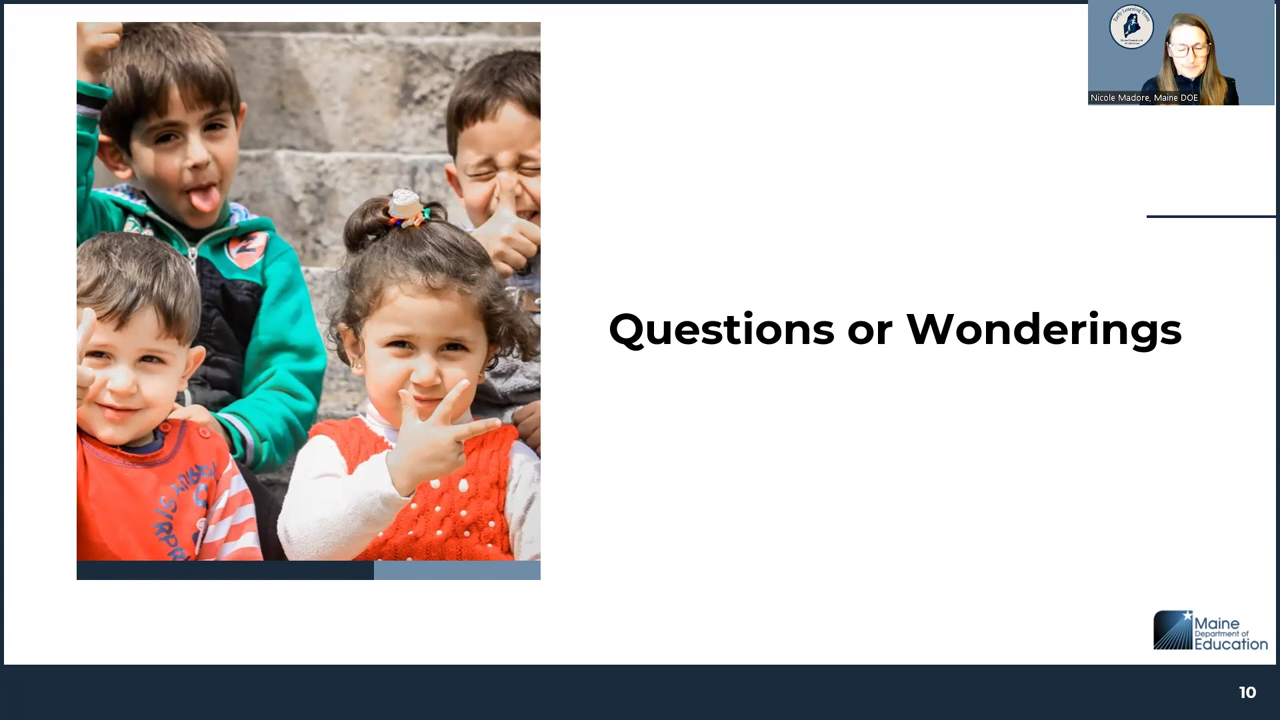 Nicole Madore, Maine DOE
Questions or Wonderings
Maine
Department of
Education
10